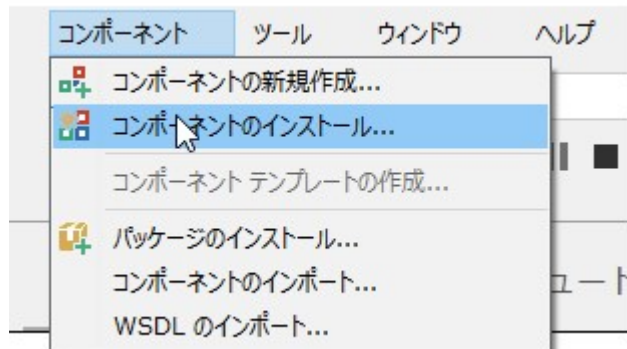 コンポーネント ツール ウィンドウ ヘルプ
コンポーネントの新規作成...
コンポーネントのインストール...
コンポーネント テンプレートの作成...
パッケージのインストール...
コンポーネントのインポート...
WSDL のインポート...
ュート